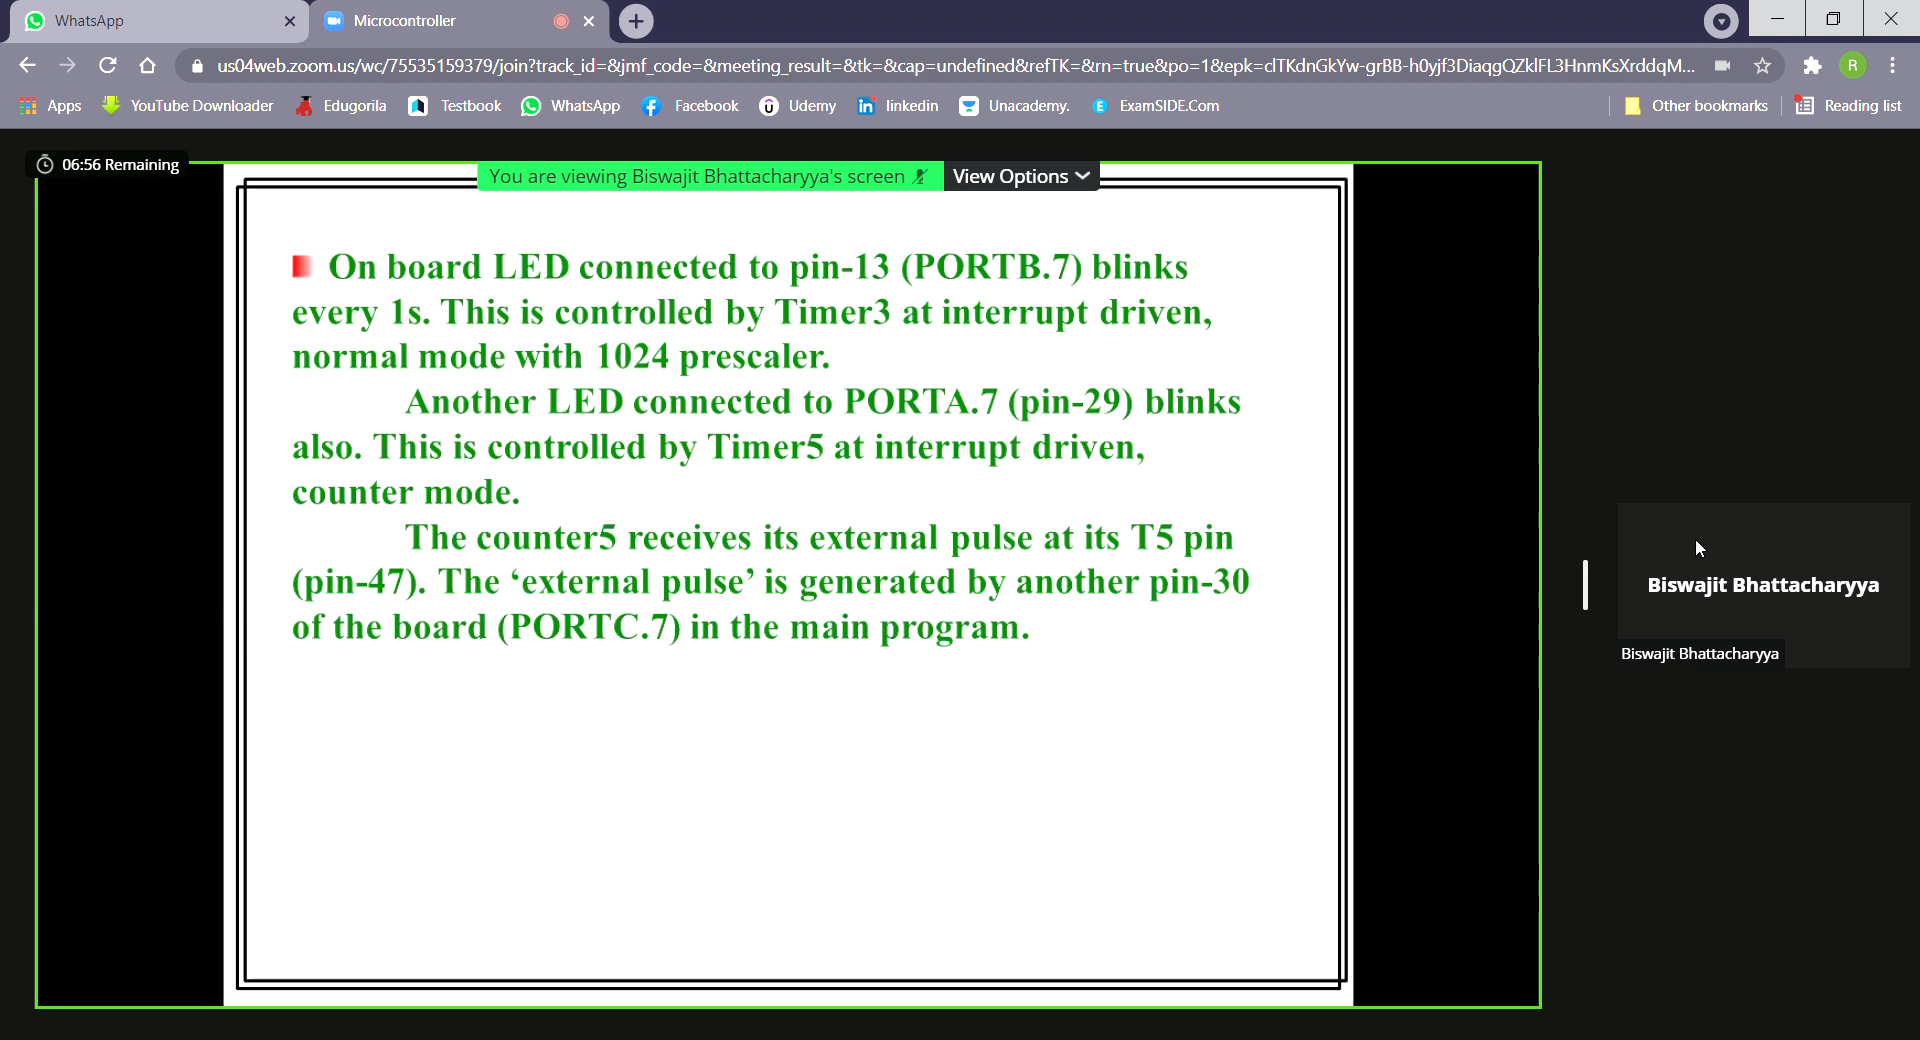 WhatsApp
Microcontroller
us04web.zoom.us/wc/75535159379/join?track_id=&jmf_code=&meeting_result=&tk=&cap=undefined&refTK=&rn=true&po=1&epk=clTKdnGkYw-grBB-h0yjf3DiaqgQZklFL3HnmKsXrddqM...
R
Apps YouTube Downloader Edugorila Testbook WhatsApp Facebook Udemy linkedin Unacademy. ExamSIDE.Com Other bookmarks Reading list
06:56 Remaining
You are viewing Biswajit Bhattacharyya's screen View Options
On board LED connected to pin-13 (PORTB.7) blinks
every 1s. This is controlled by Timer3 at interrupt driven,
normal mode with 1024 prescaler.
Another LED connected to PORTA.7 (pin-29) blinks
also. This is controlled by Timer5 at interrupt driven,
counter mode.
The counter5 receives its external pulse at its T5 pin
(pin-47). The ‘external pulse’ is generated by another pin-30
of the board (PORTC.7) in the main program.
Biswajit Bhattacharyya
Biswajit Bhattacharyya